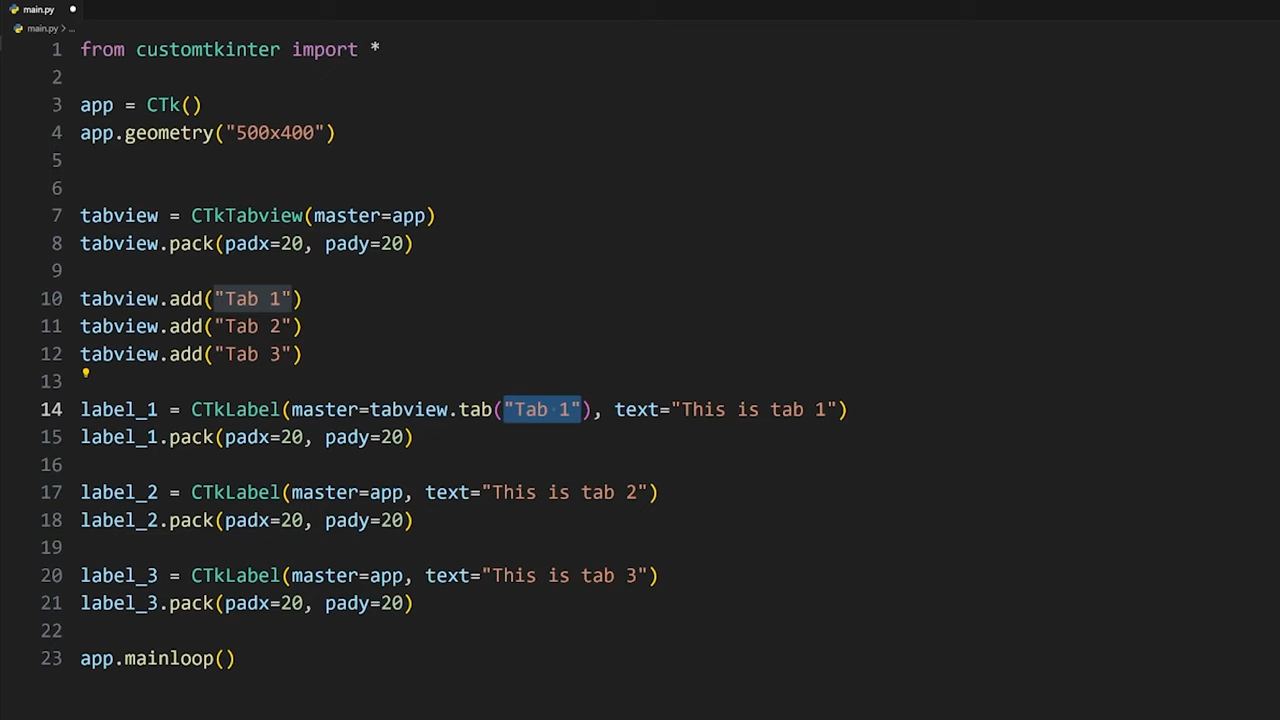 main.py
main.py > ...
1 from customtkinter import *
2
3 app = CTk()
4 app.geometry("500x400")
5
6
7 tabview = CTkTabview(master=app)
8 tabview.pack(padx=20, pady=20)
9
10 tabview.add("Tab 1")
11 tabview.add("Tab 2")
12 tabview.add("Tab 3")
13
14 label_1 = CTkLabel(master=tabview.tab("Tab 1"), text="This is tab 1")
15 label_1.pack(padx=20, pady=20)
16
17 label_2 = CTkLabel(master=app, text="This is tab 2")
18 label_2.pack(padx=20, pady=20)
19
20 label_3 = CTkLabel(master=app, text="This is tab 3")
21 label_3.pack(padx=20, pady=20)
22
23 app.mainloop()